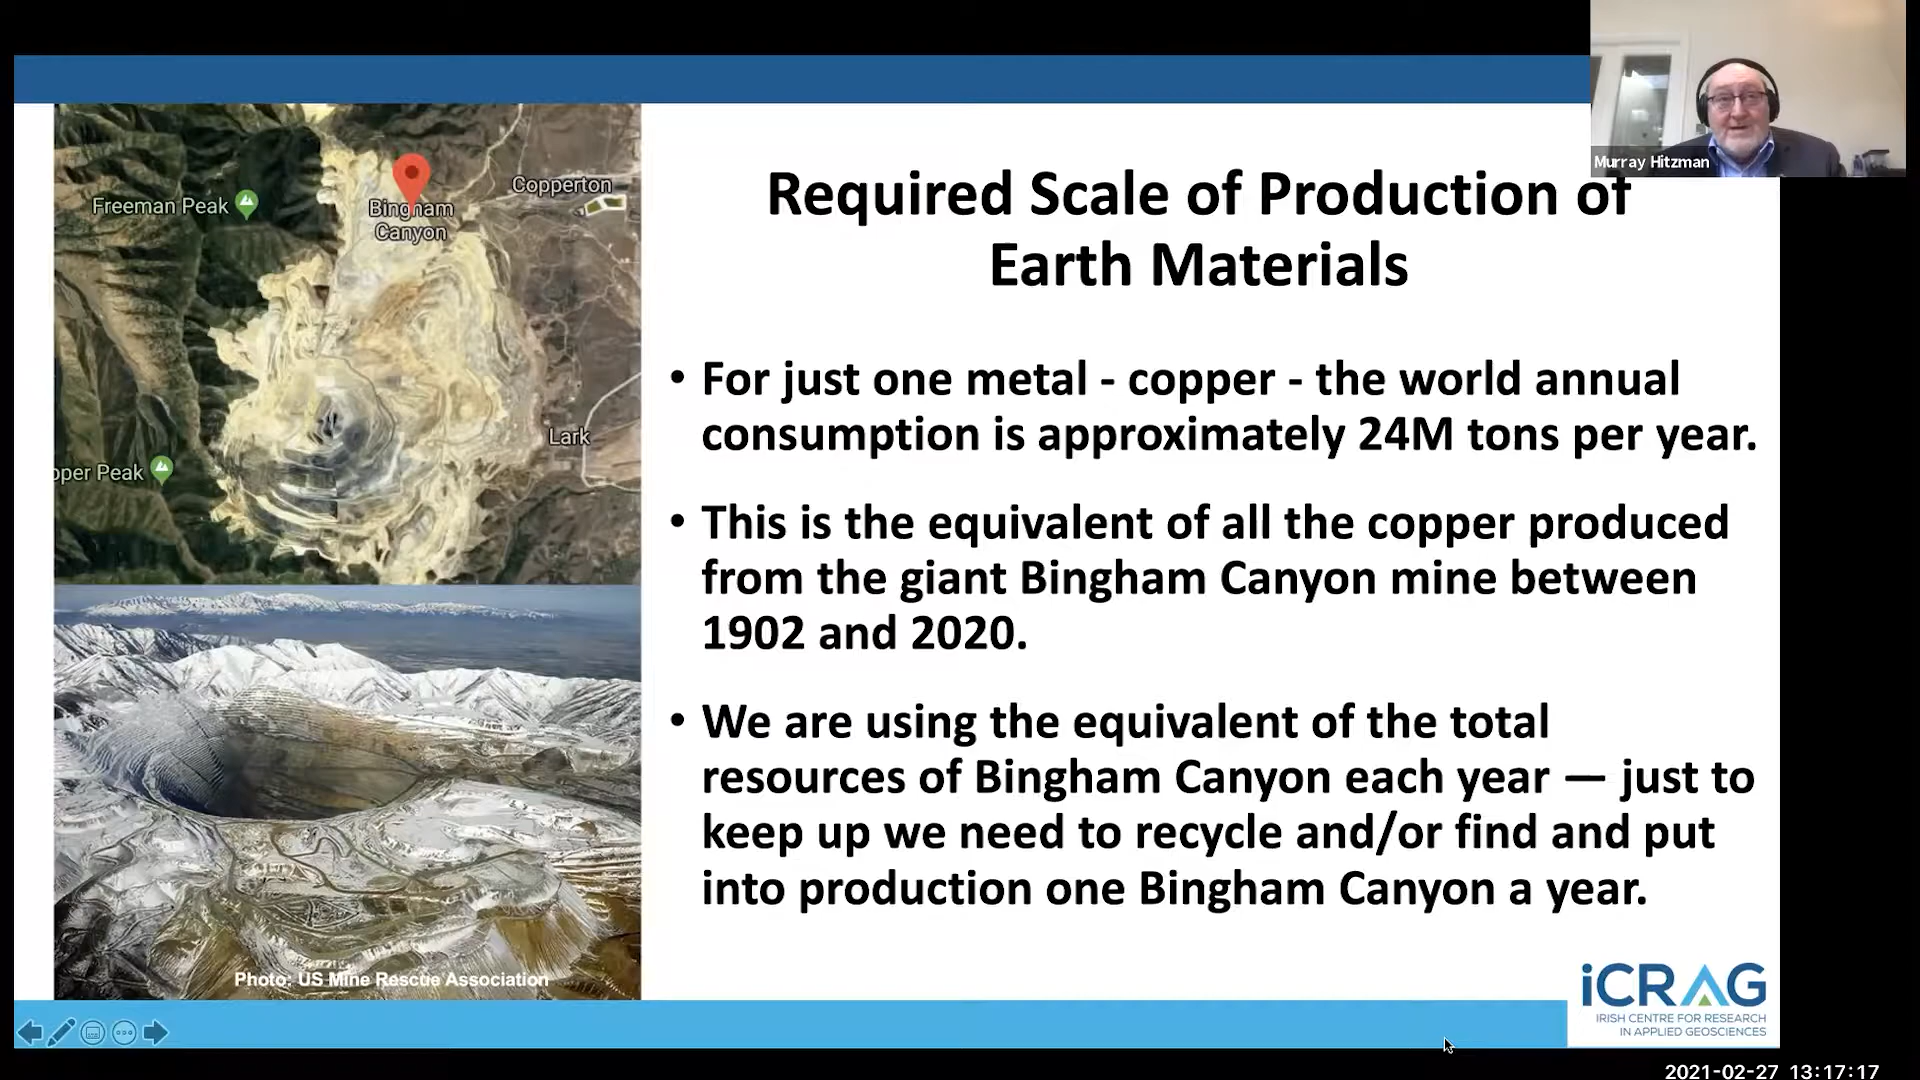 Murray Hitzman
Required Scale of Production of
Earth Materials
• For just one metal - copper - the world annual
consumption is approximately 24M tons per year.
• This is the equivalent of all the copper produced
from the giant Bingham Canyon mine between
1902 and 2020.
• We are using the equivalent of the total
resources of Bingham Canyon each year — just to
keep up we need to recycle and/or find and put
into production one Bingham Canyon a year.
Freeman Peak
Bingham
Canyon
Copperton
Lark
pper Peak
Photo: US Mine Rescue Association
iCRAG
IRISH CENTRE FOR RESEARCH
IN APPLIED GEOSCIENCES
2021-02-27 13:17:17